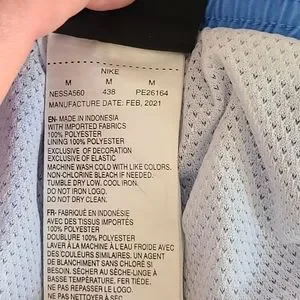 NIKE
M M M
NESSA560 438 PE26164
MANUFACTURE DATE: FEB, 2021
EN- MADE IN INDONESIA
WITH IMPORTED FABRICS
100% POLYESTER
LINING 100% POLYESTER
EXCLUSIVE OF DECORATION
EXCLUSIVE OF ELASTIC
MACHINE WASH COLD WITH LIKE COLORS.
NON-CHLORINE BLEACH IF NEEDED.
TUMBLE DRY LOW. COOL IRON.
DO NOT IRON LOGO.
DO NOT DRY CLEAN.
FR- FABRIQUÉ EN INDONÉSIE
AVEC DES TISSUS IMPORTÉS
100% POLYESTER
DOUBLURE 100% POLYESTER
LAVER À LA MACHINE À L'EAU FROIDE AVEC
DES COULEURS SIMILAIRES. UN AGENT
DE BLANCHIMENT SANS CHLORE SI
BESOIN. SÉCHER AU SÈCHE-LINGE À
BASSE TEMPÉRATURE. FER TIÈDE.
NE PAS REPASSER LE LOGO.
NE PAS NETTOYER À SEC.